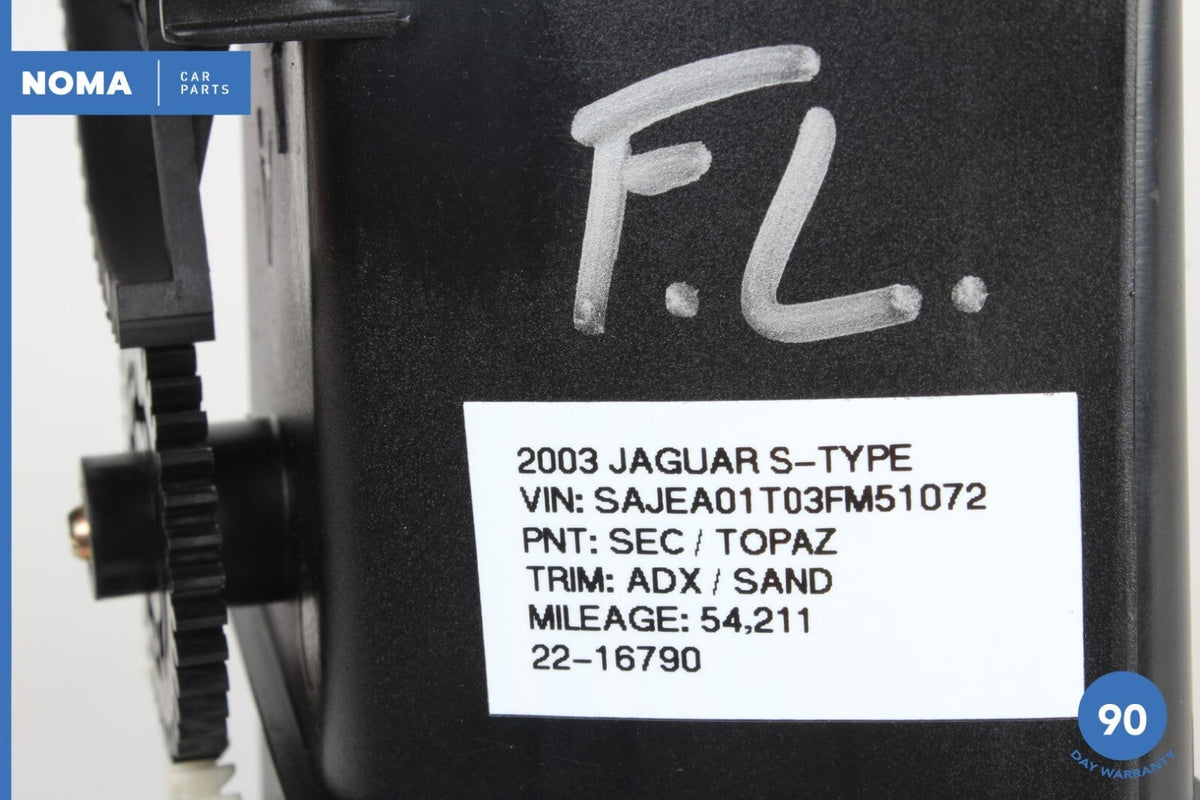 NOMA
CAR
PARTS
F.L..
2003 JAGUAR S-TYPE
VIN: SAJEA01T03FM51072
PNT: SEC / TOPAZ
TRIM: ADX / SAND
MILEAGE: 54,211
22-16790
90
DAY WARRANTY